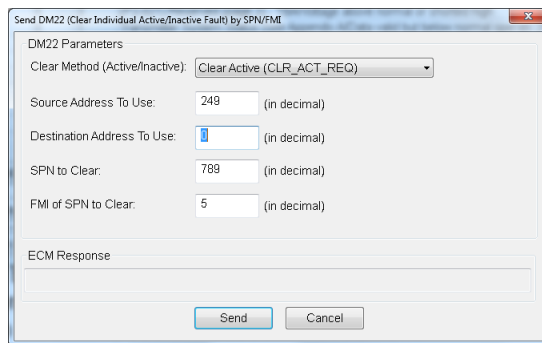 Send DM22 (Clear Individual Active/Inactive Fault) by SPN/FMI
DM22 Parameters
Clear Method (Active/Inactive): Clear Active (CLR_ACT_REQ)
Source Address To Use: 249 (in decimal)
Destination Address To Use: 0 (in decimal)
SPN to Clear: 789 (in decimal)
FMI of SPN to Clear: 5 (in decimal)
ECM Response
Send Cancel